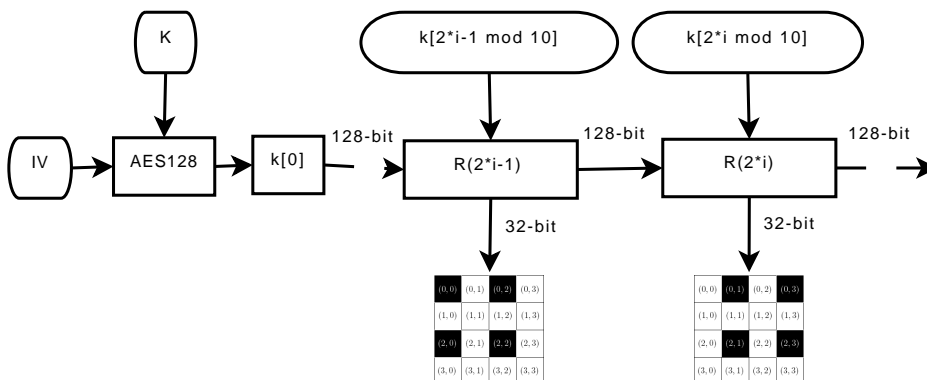 K
k[2*i-1 mod 10]
k[2*i mod 10]
IV
AES128
k[0]
128-bit
R(2*i-1)
128-bit
R(2*i)
128-bit
32-bit
32-bit
(0, 0) (0, 1) (0, 2) (0, 3)
(1, 0) (1, 1) (1, 2) (1, 3)
(2, 0) (2, 1) (2, 2) (2, 3)
(3, 0) (3, 1) (3, 2) (3, 3)
(0, 0) (0, 1) (0, 2) (0, 3)
(1, 0) (1, 1) (1, 2) (1, 3)
(2, 0) (2, 1) (2, 2) (2, 3)
(3, 0) (3, 1) (3, 2) (3, 3)